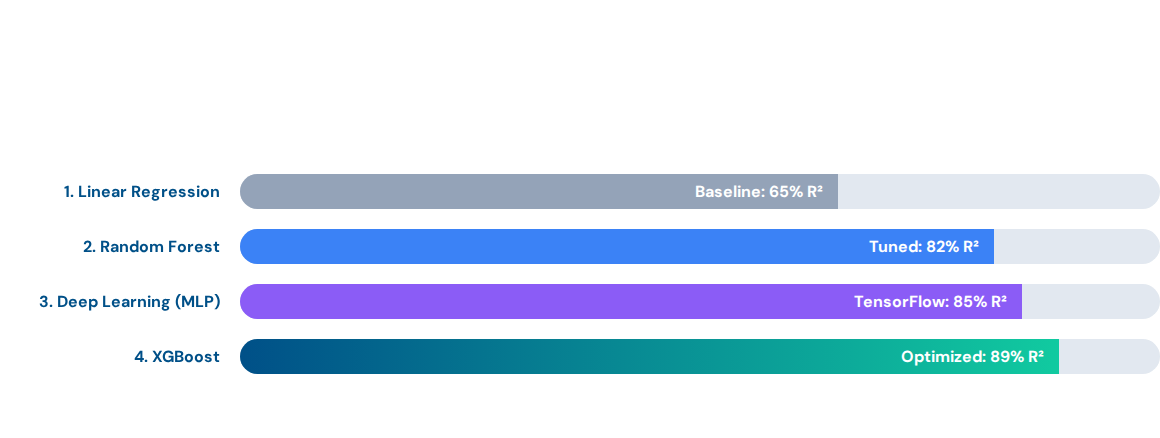 1. Linear Regression
Baseline: 65% R²
2. Random Forest
Tuned: 82% R²
3. Deep Learning (MLP)
TensorFlow: 85% R²
4. XGBoost
Optimized: 89% R²